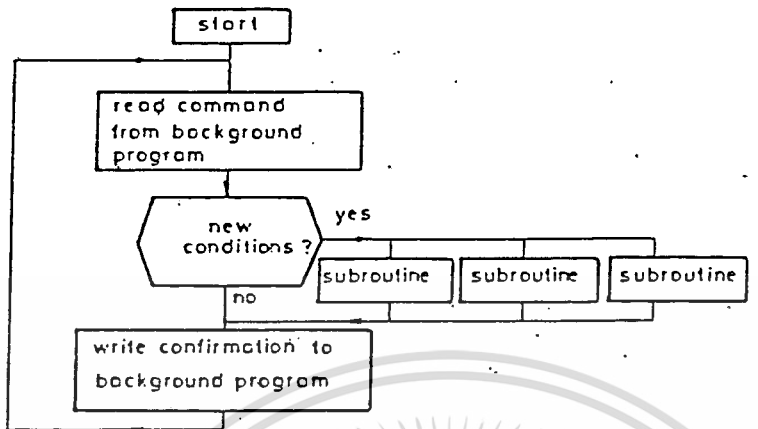 start
read command
from background
program
new
conditions ?
yes
subroutine
subroutine
subroutine
no
write confirmation to
background program